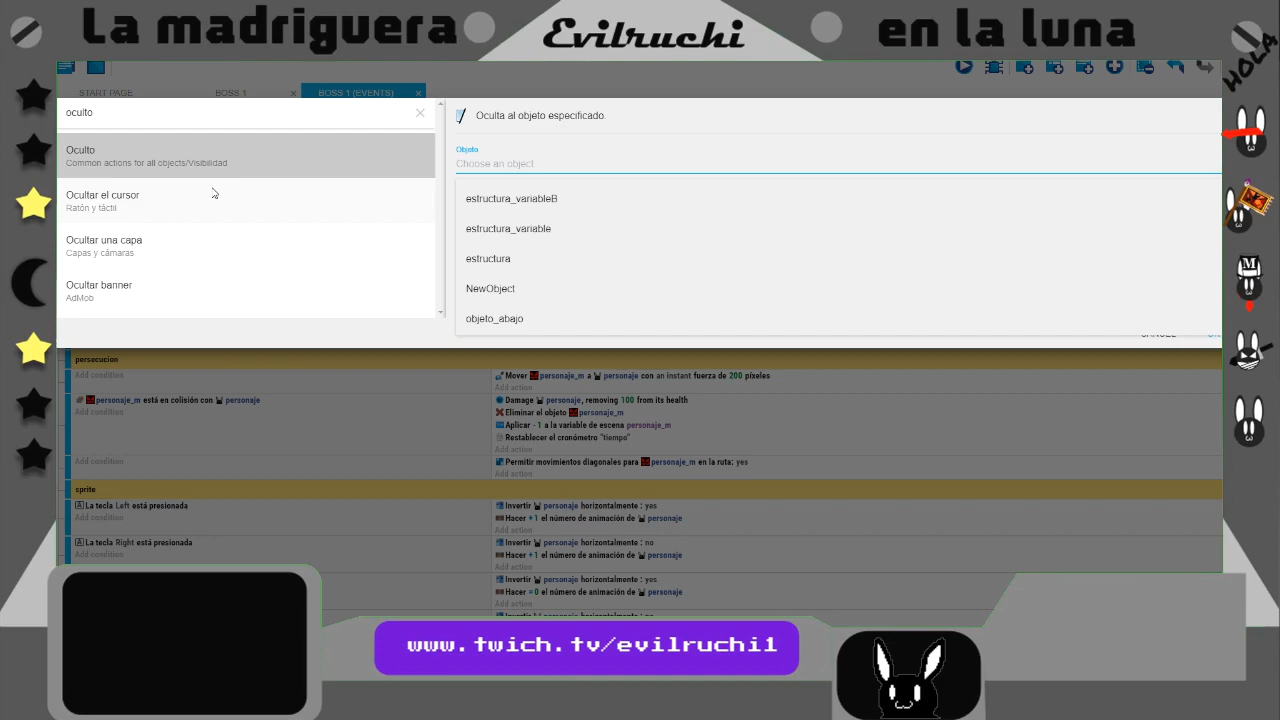 La madriguera
Evilruchi
en la luna
HOLA
START PAGE
BOSS 1
×
BOSS 1 (EVENTS)
×
oculto
Oculta al objeto especificado.
Oculto
Common actions for all objects/Visibilidad
Objeto
Choose an object
Ocultar el cursor
Ratón y táctil
estructura_variableB
estructura_variable
Ocultar una capa
Capas y cámaras
estructura
Ocultar banner
AdMob
NewObject
objeto_abajo
persecucion
Add condition
Mover personaje_m a personaje con an instant fuerza de 200 píxeles
Add action
personaje_m está en colisión con personaje
Add condition
Damage personaje, removing 100 from its health
Eliminar el objeto personaje_m
Aplicar - 1 a la variable de escena personaje_m
Restablecer el cronómetro "tiempo"
Add action
Add condition
Permitir movimientos diagonales para personaje_m en la ruta: yes
Add action
sprite
La tecla Left está presionada
Add condition
Invertir personaje horizontalmente : yes
Hacer + 1 el número de animación de personaje
Add action
La tecla Right está presionada
Add condition
Invertir personaje horizontalmente : no
Hacer + 1 el número de animación de personaje
Add action
Invertir personaje horizontalmente : yes
Hacer = 0 el número de animación de personaje
Add action
www.twich.tv/evilruchi1